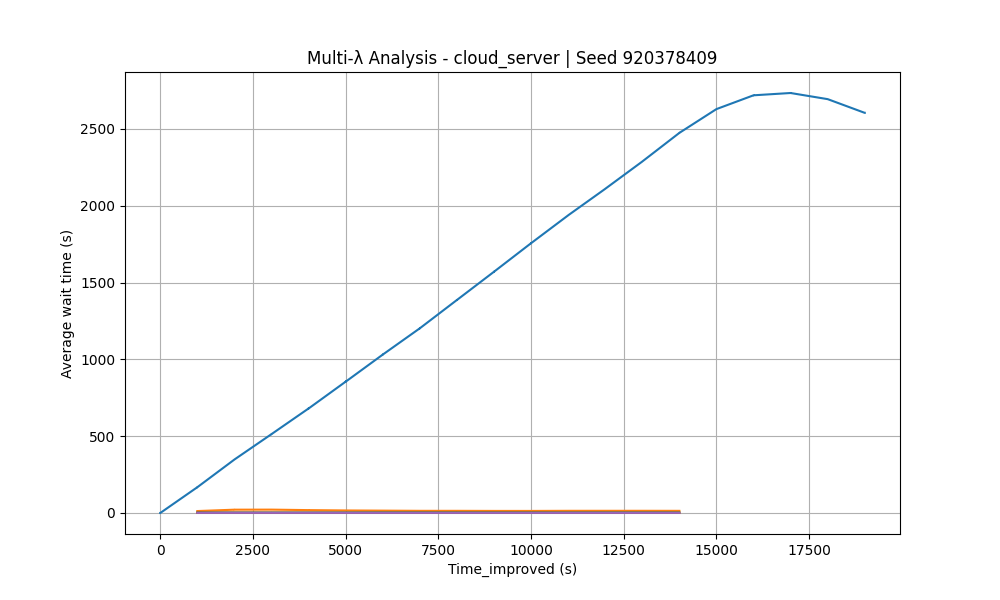 Multi-λ Analysis - cloud_server | Seed 920378409
Average wait time (s)
2500
2000
1500
1000
500
0
0 2500 5000 7500 10000 12500 15000 17500
Time_improved (s)